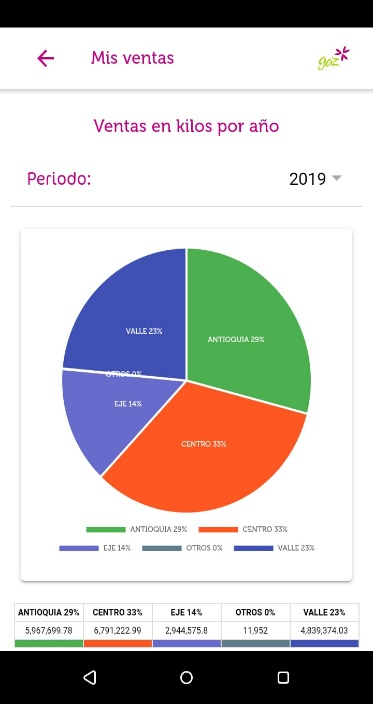 Mis ventas
gaz
Ventas en kilos por año
Periodo:
2019
VALLE 23%
ANTIOQUIA 29%
OTROS 0%
EJE 14%
CENTRO 33%
ANTIOQUIA 29% CENTRO 33%
EJE 14% OTROS 0% VALLE 23%
ANTIOQUIA 29% CENTRO 33% EJE 14% OTROS 0% VALLE 23%
5,967,699.78 6,791,222.99 2,944,575.8 11,952 4,839,374.03